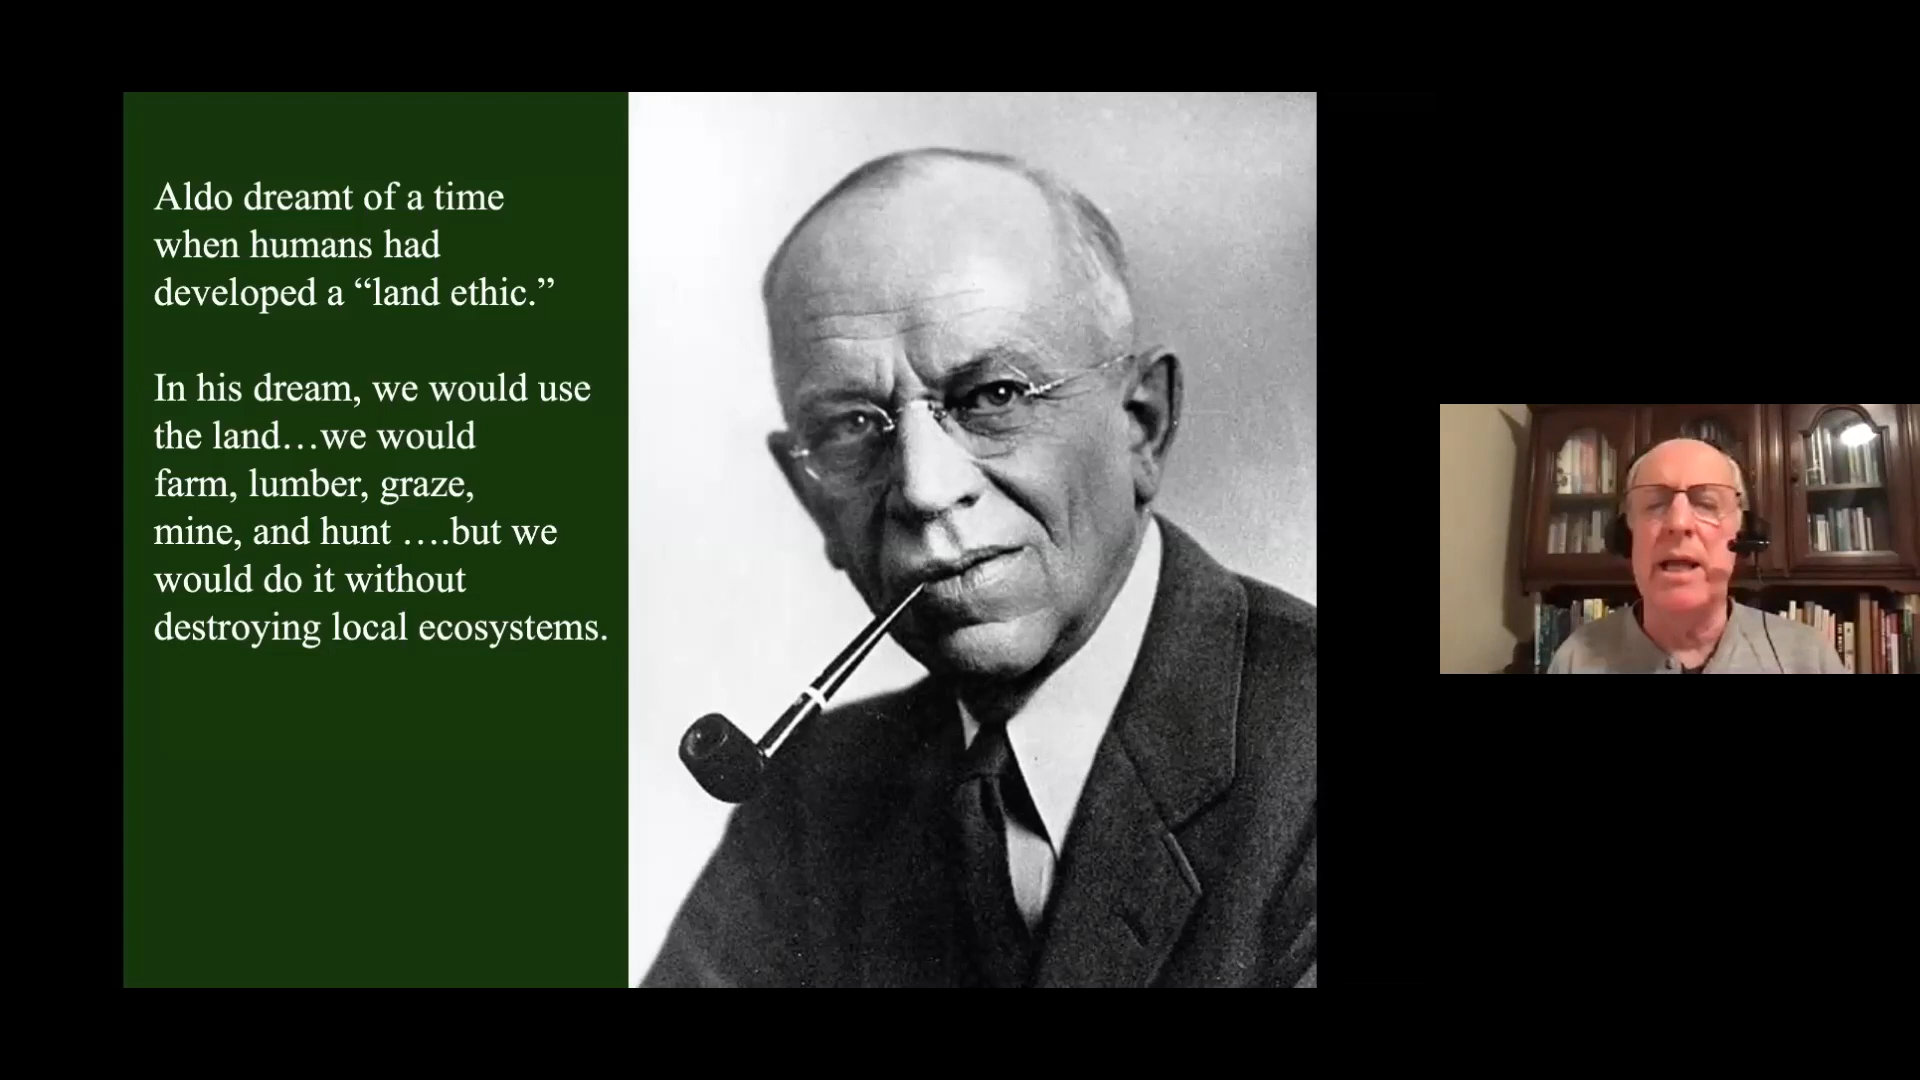 Aldo dreamt of a time
when humans had
developed a “land ethic.”
In his dream, we would use
the land…we would
farm, lumber, graze,
mine, and hunt ….but we
would do it without
destroying local ecosystems.